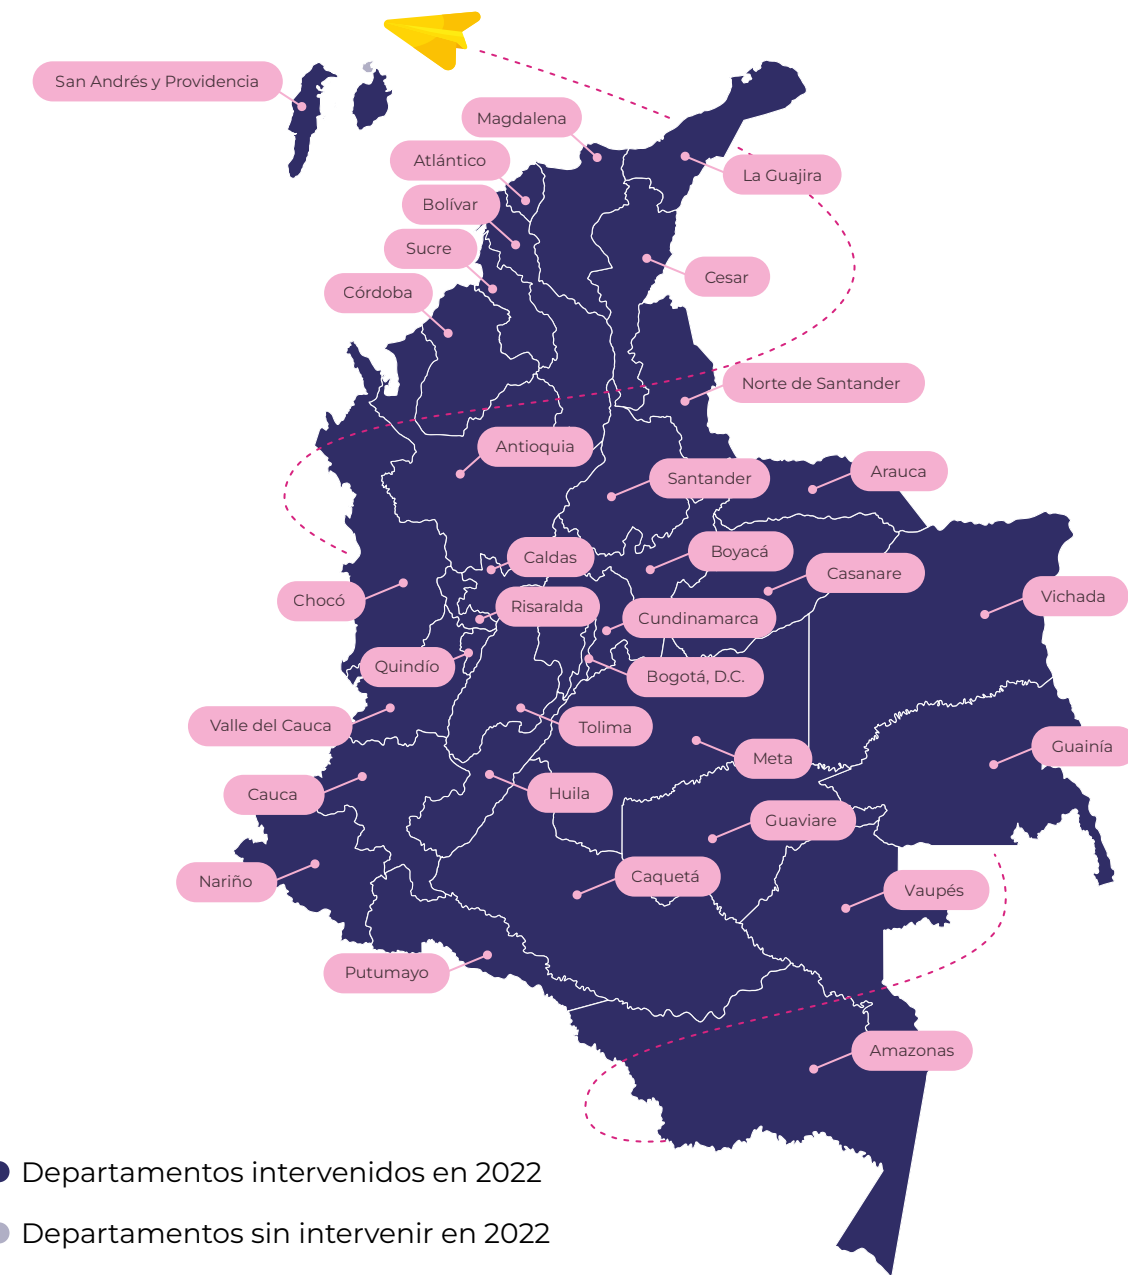 San Andrés y Providencia
Magdalena
Atlántico
La Guajira
Bolívar
Sucre
Cesar
Córdoba
Norte de Santander
Antioquia
Arauca
Santander
Boyacá
Caldas
Casanare
Vichada
Chocó
Risaralda
Cundinamarca
Quindío
Bogotá, D.C.
Valle del Cauca
Tolima
Guainía
Meta
Huila
Cauca
Guaviare
Caquetá
Nariño
Vaupés
Putumayo
Amazonas
Departamentos intervenidos en 2022
Departamentos sin intervenir en 2022